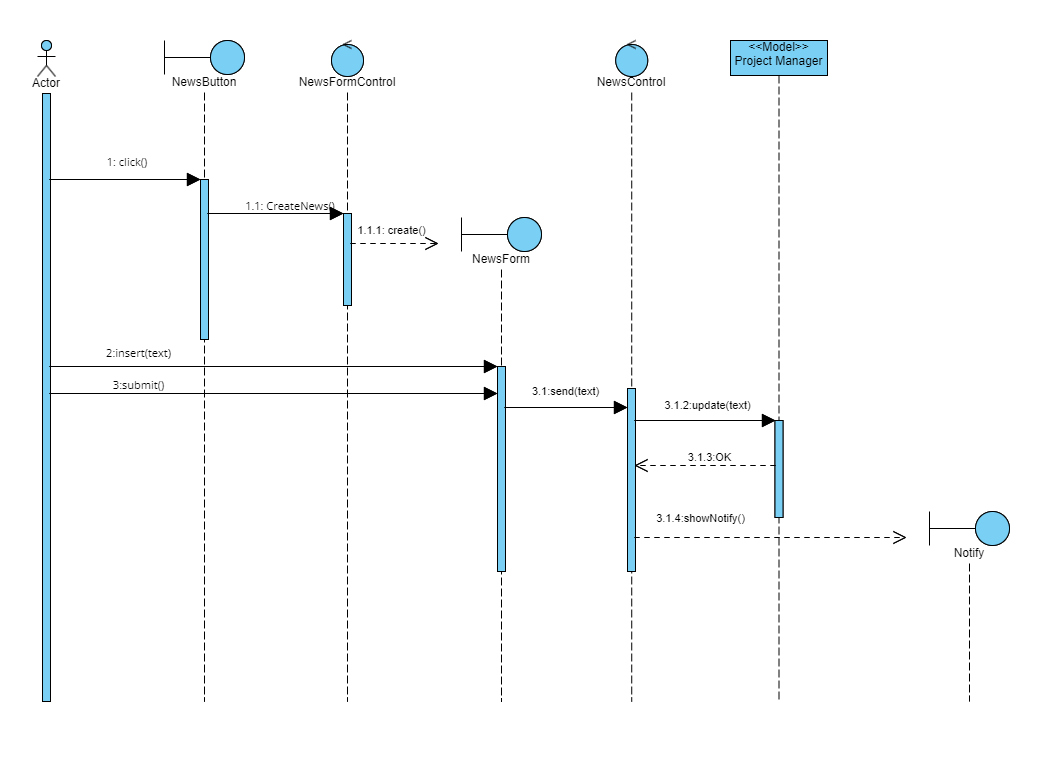 <<Model>>
Project Manager
Actor
NewsButton
NewsFormControl
NewsControl
1: click()
1.1: CreateNews()
1.1.1: create()
NewsForm
2:insert(text)
3:submit()
3.1:send(text)
3.1.2:update(text)
3.1.3:OK
3.1.4:showNotify()
Notify